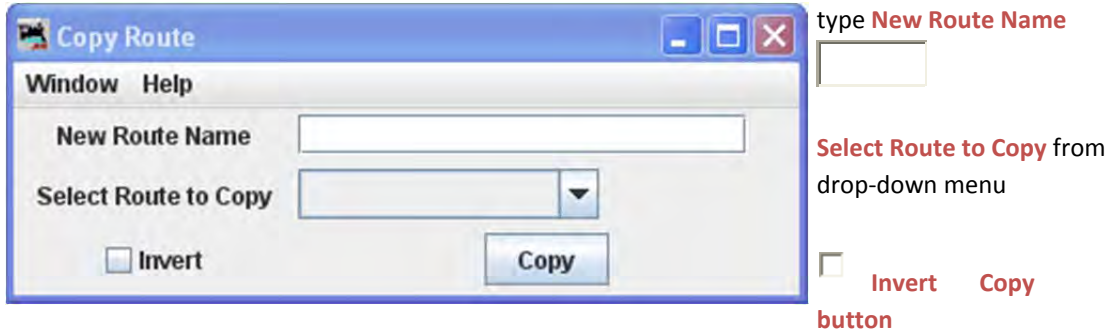 Copy Route
Window Help
New Route Name
Select Route to Copy
Invert Copy
type New Route Name
Select Route to Copy from
drop-down menu
Invert Copy
button